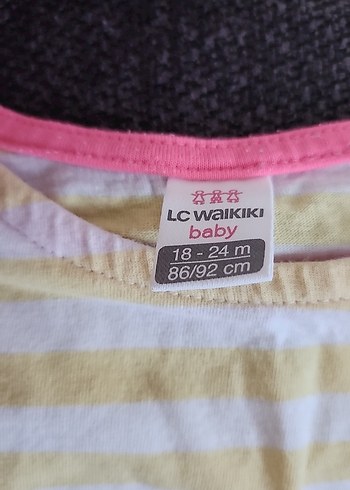 LC WAIKIKI
baby
18 - 24 m
86/92 cm